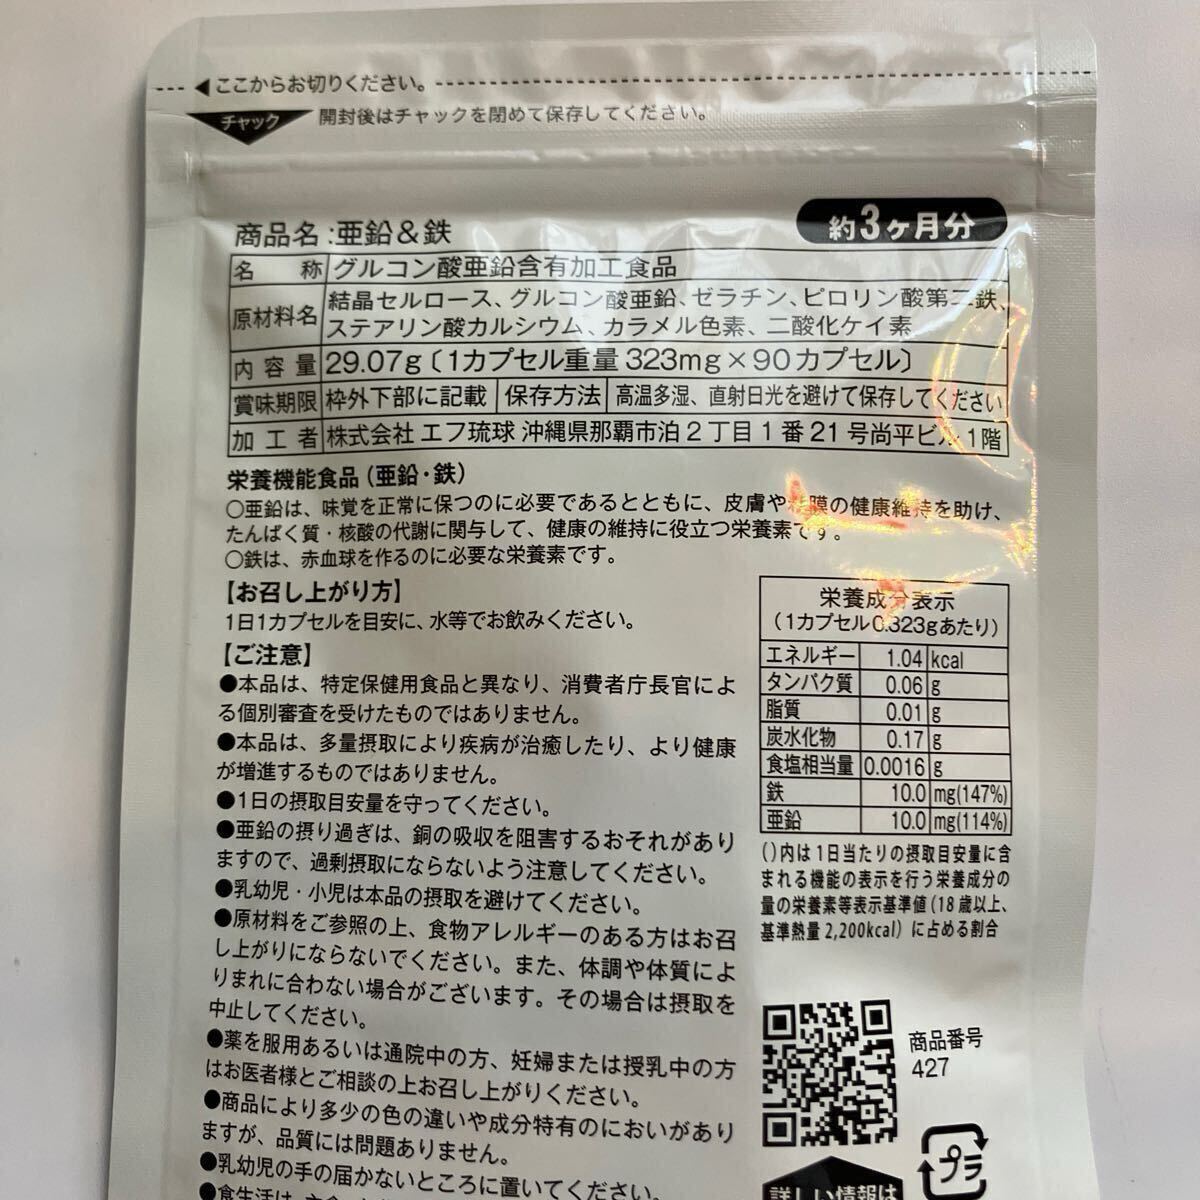 ここからお切りください。
チャック
開封後はチャックを閉めて保存してください。
約3ヶ月分
商品名:亜鉛&鉄
名称 グルコン酸亜鉛含有加工食品
原材料名 結晶セルロース、グルコン酸亜鉛、ゼラチン、ピロリン酸第二鉄、
ステアリン酸カルシウム、カラメル色素、二酸化ケイ素
内容量 29.07g〔1カプセル重量323mg×90カプセル〕
賞味期限 枠外下部に記載 保存方法 高温多湿、直射日光を避けて保存してください
加工者 株式会社 エフ琉球 沖縄県那覇市泊2丁目1番21号尚平ビル1階
栄養機能食品(亜鉛・鉄)
○亜鉛は、味覚を正常に保つのに必要であるとともに、皮膚や粘膜の健康維持を助け、
たんぱく質・核酸の代謝に関与して、健康の維持に役立つ栄養素です。
○鉄は、赤血球を作るのに必要な栄養素です。
【お召し上がり方】
1日1カプセルを目安に、水等でお飲みください。
【ご注意】
●本品は、特定保健用食品と異なり、消費者庁長官によ
る個別審査を受けたものではありません。
●本品は、多量摂取により疾病が治癒したり、より健康
が増進するものではありません。
●1日の摂取目安量を守ってください。
●亜鉛の摂り過ぎは、銅の吸収を阻害するおそれがあり
ますので、過剰摂取にならないよう注意してください。
●乳幼児・小児は本品の摂取を避けてください。
●原材料をご参照の上、食物アレルギーのある方はお召
し上がりにならないでください。また、体調や体質によ
りまれに合わない場合がございます。その場合は摂取を
中止してください。
●薬を服用あるいは通院中の方、妊婦または授乳中の方
はお医者様とご相談の上お召し上がりください。
●商品により多少の色の違いや成分特有のにおいがあり
ますが、品質には問題ありません。
●乳幼児の手の届かないところに置いてください。
●食生活は、
栄養成分表示
(1カプセル0.323gあたり)
エネルギー 1.04 kcal
タンパク質 0.06 g
脂質 0.01 g
炭水化物 0.17 g
食塩相当量 0.0016 g
鉄 10.0 mg(147%)
亜鉛 10.0 mg(114%)
()内は1日当たりの摂取目安量に含
まれる機能の表示を行う栄養成分の
量の栄養素等表示基準値(18歳以上、
基準熱量2,200kcal)に占める割合
商品番号
427
プラ
詳しい情報は